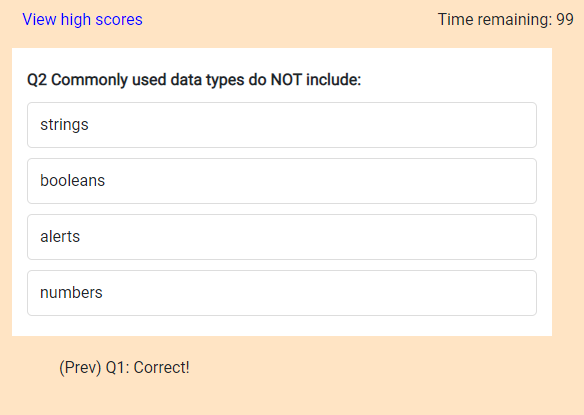 View high scores
Time remaining: 99
Q2 Commonly used data types do NOT include:
strings
booleans
alerts
numbers
(Prev) Q1: Correct!